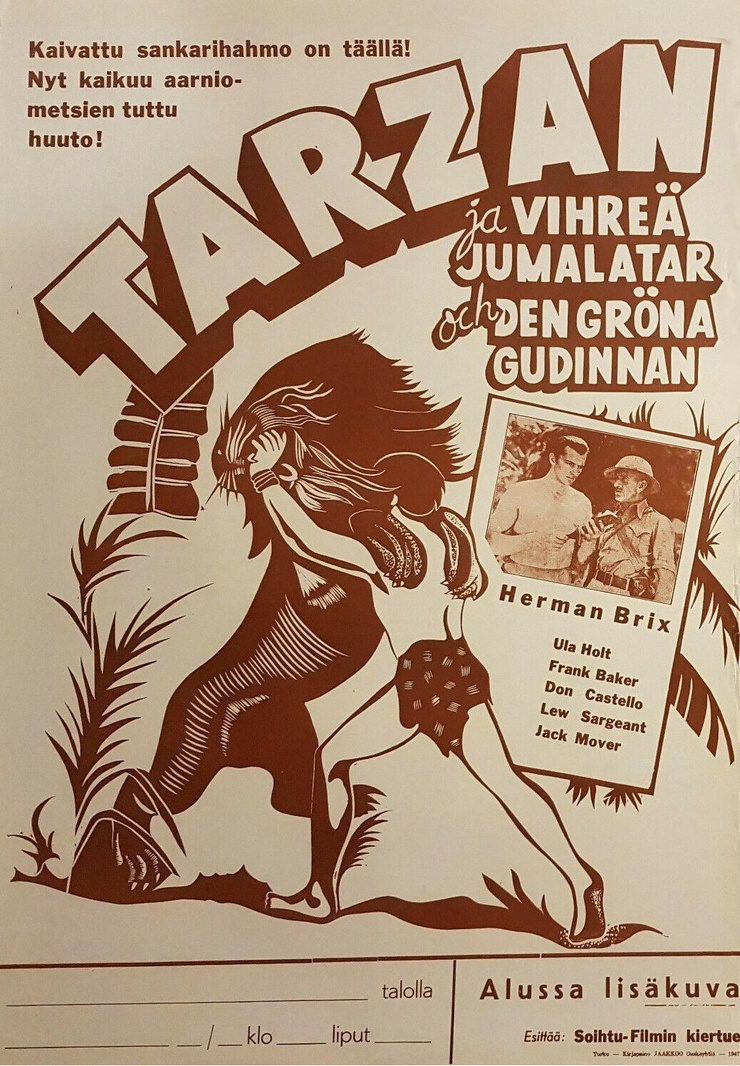 Kaivattu sankarihahmo on täällä!
Nyt kaikuu aarnio-
metsien tuttu
huuto!
TARZAN
ja VIHREÄ
JUMALATAR
och DEN GRÖNA
GUDINNAN
Herman Brix
Ula Holt
Frank Baker
Don Castello
Lew Sargeant
Jack Mover
talolla
/ klo liput
Alussa lisäkuva
Esittää: Soihtu-Filmin kiertue
Turku — Kirjapaino JAAKKOO Osakeyhtiö — 1947